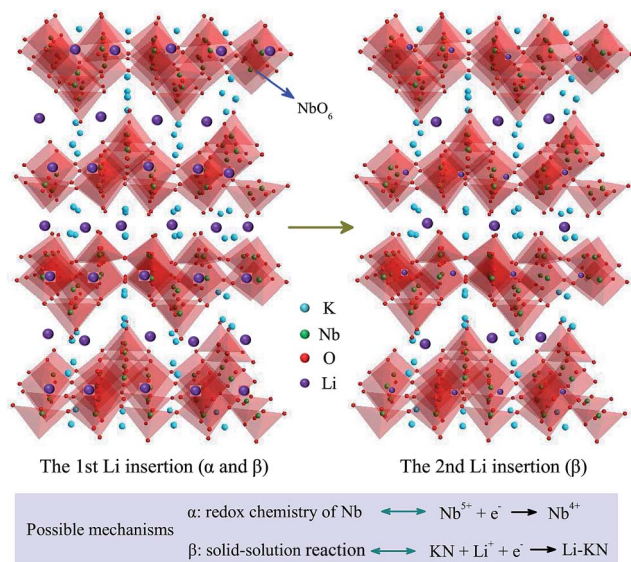 NbO₆
K
Nb
O
Li
The 1st Li insertion (α and β)
The 2nd Li insertion (β)
Possible mechanisms
α: redox chemistry of Nb ↔ Nb⁵⁺ + e⁻ → Nb⁴⁺
β: solid-solution reaction ↔ KN + Li⁺ + e⁻ → Li-KN